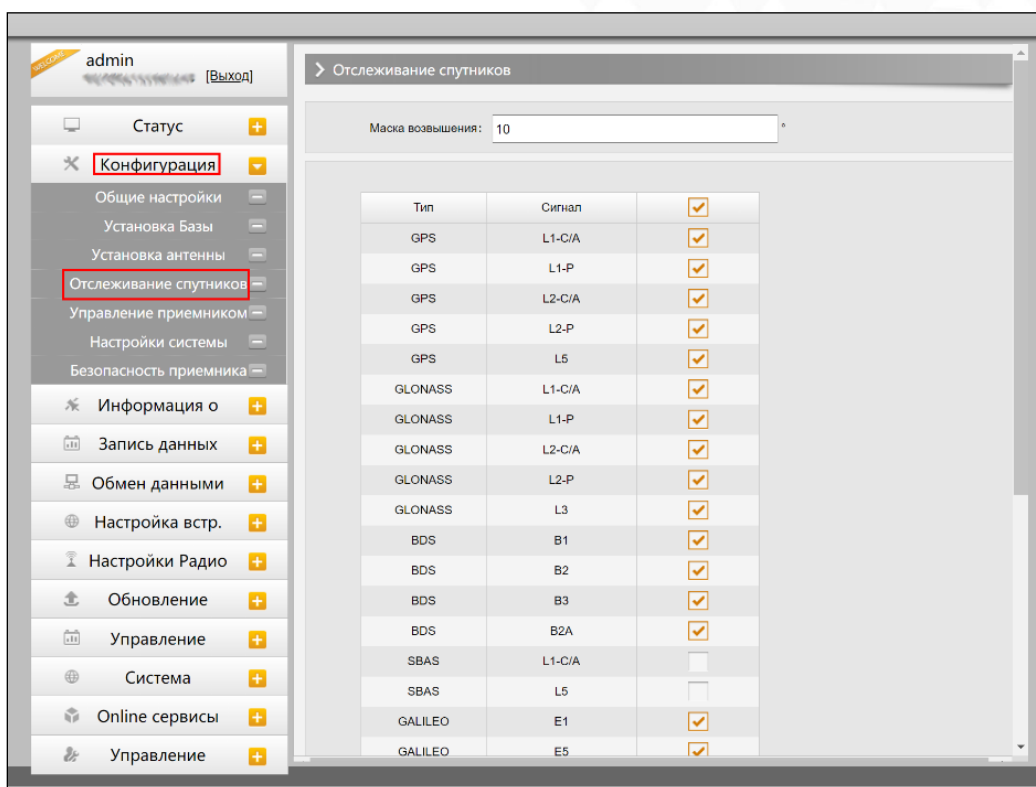 WELCOME
admin
[Выход]
Статус
Конфигурация
Общие настройки
Установка Базы
Установка антенны
Отслеживание спутников
Управление приемником
Настройки системы
Безопасность приемника
Информация о
Запись данных
Обмен данными
Настройка встр.
Настройки Радио
Обновление
Управление
Система
Online сервисы
Управление
Отслеживание спутников
Маска возвышения: 10 °
Тип Сигнал
GPS L1-C/A
GPS L1-P
GPS L2-C/A
GPS L2-P
GPS L5
GLONASS L1-C/A
GLONASS L1-P
GLONASS L2-C/A
GLONASS L2-P
GLONASS L3
BDS B1
BDS B2
BDS B3
BDS B2A
SBAS L1-C/A
SBAS L5
GALILEO E1
GALILEO E5